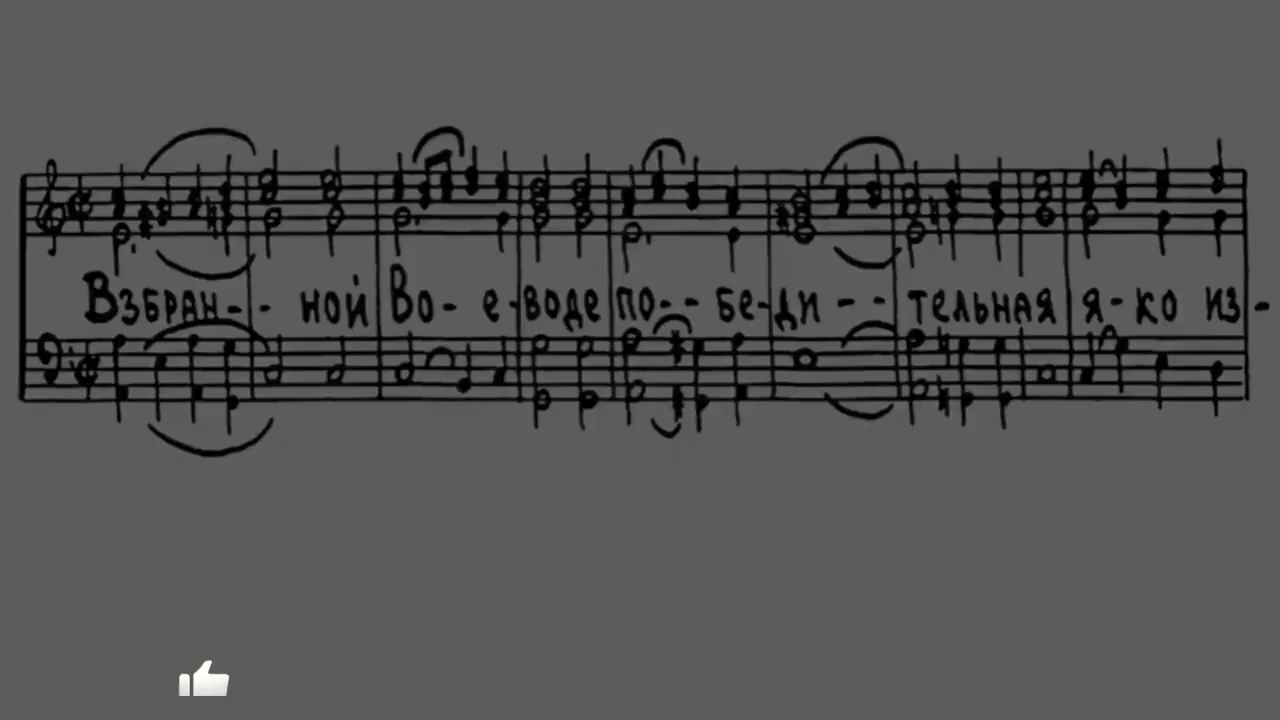 Взбран-- ной Во- е-воде по-- бе-ди -- тельная я-ко из-